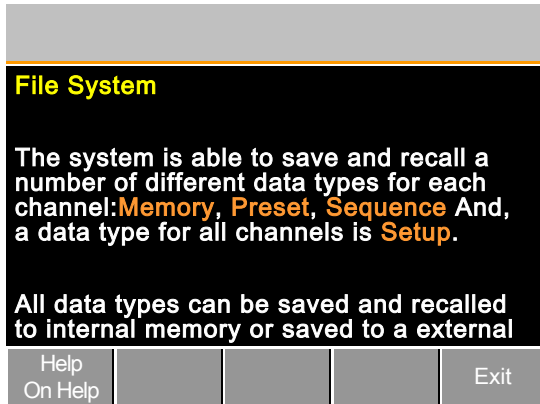 File System
The system is able to save and recall a
number of different data types for each
channel:Memory, Preset, Sequence And,
a data type for all channels is Setup.
All data types can be saved and recalled
to internal memory or saved to a external
Help
On Help
Exit